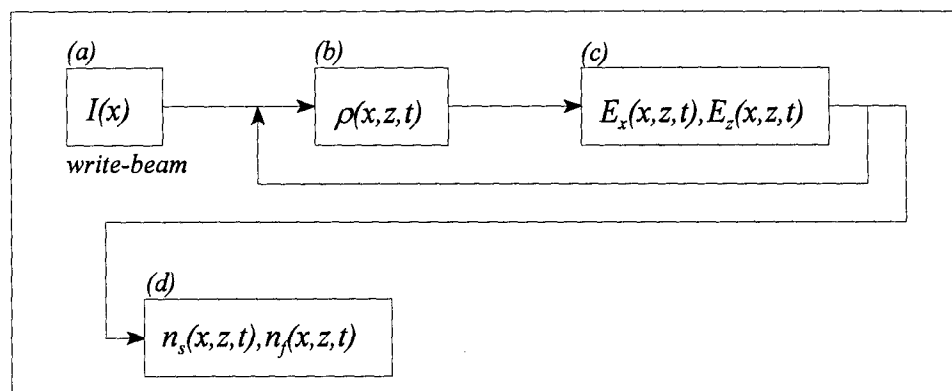 (a)
I(x)
write-beam
(b)
ρ(x,z,t)
(c)
E_x(x,z,t),E_z(x,z,t)
(d)
n_s(x,z,t),n_f(x,z,t)